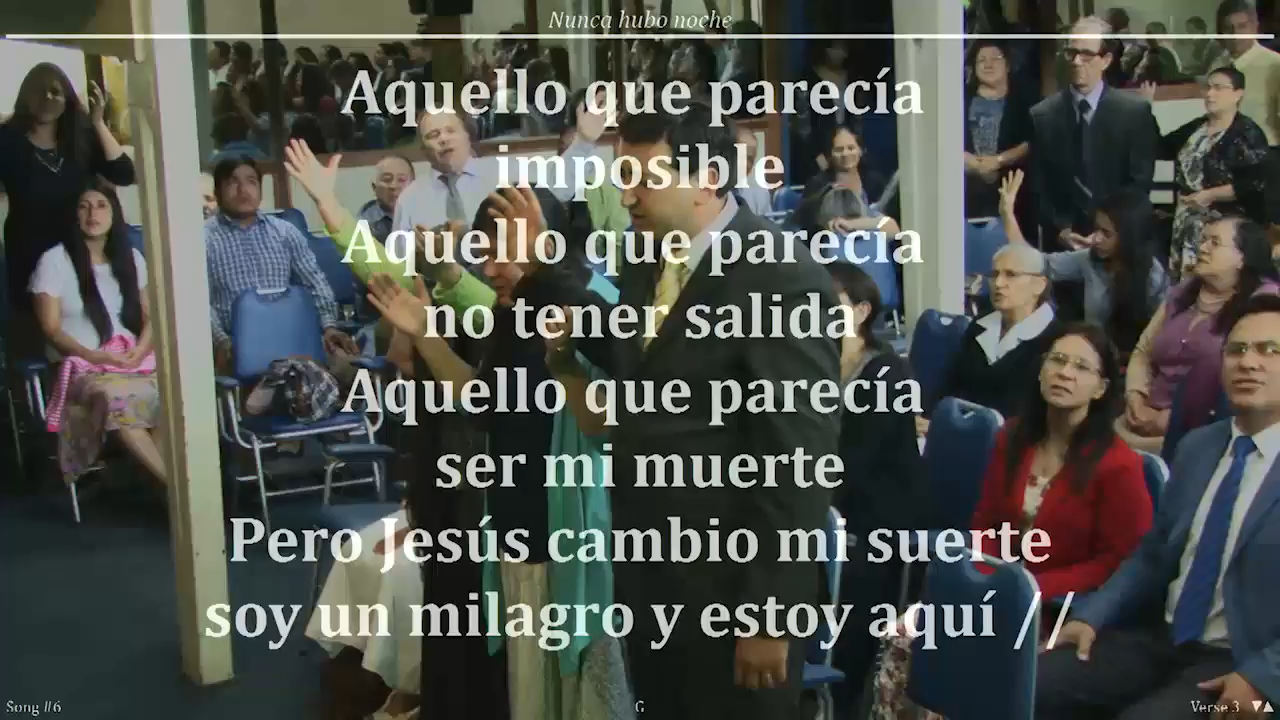 Nunca hubo noche
Aquello que parecía
imposible
Aquello que parecía
no tener salida
Aquello que parecía
ser mi muerte
Pero Jesús cambio mi suerte
soy un milagro y estoy aquí //
Song #6
G
Verse 3 ▼▲